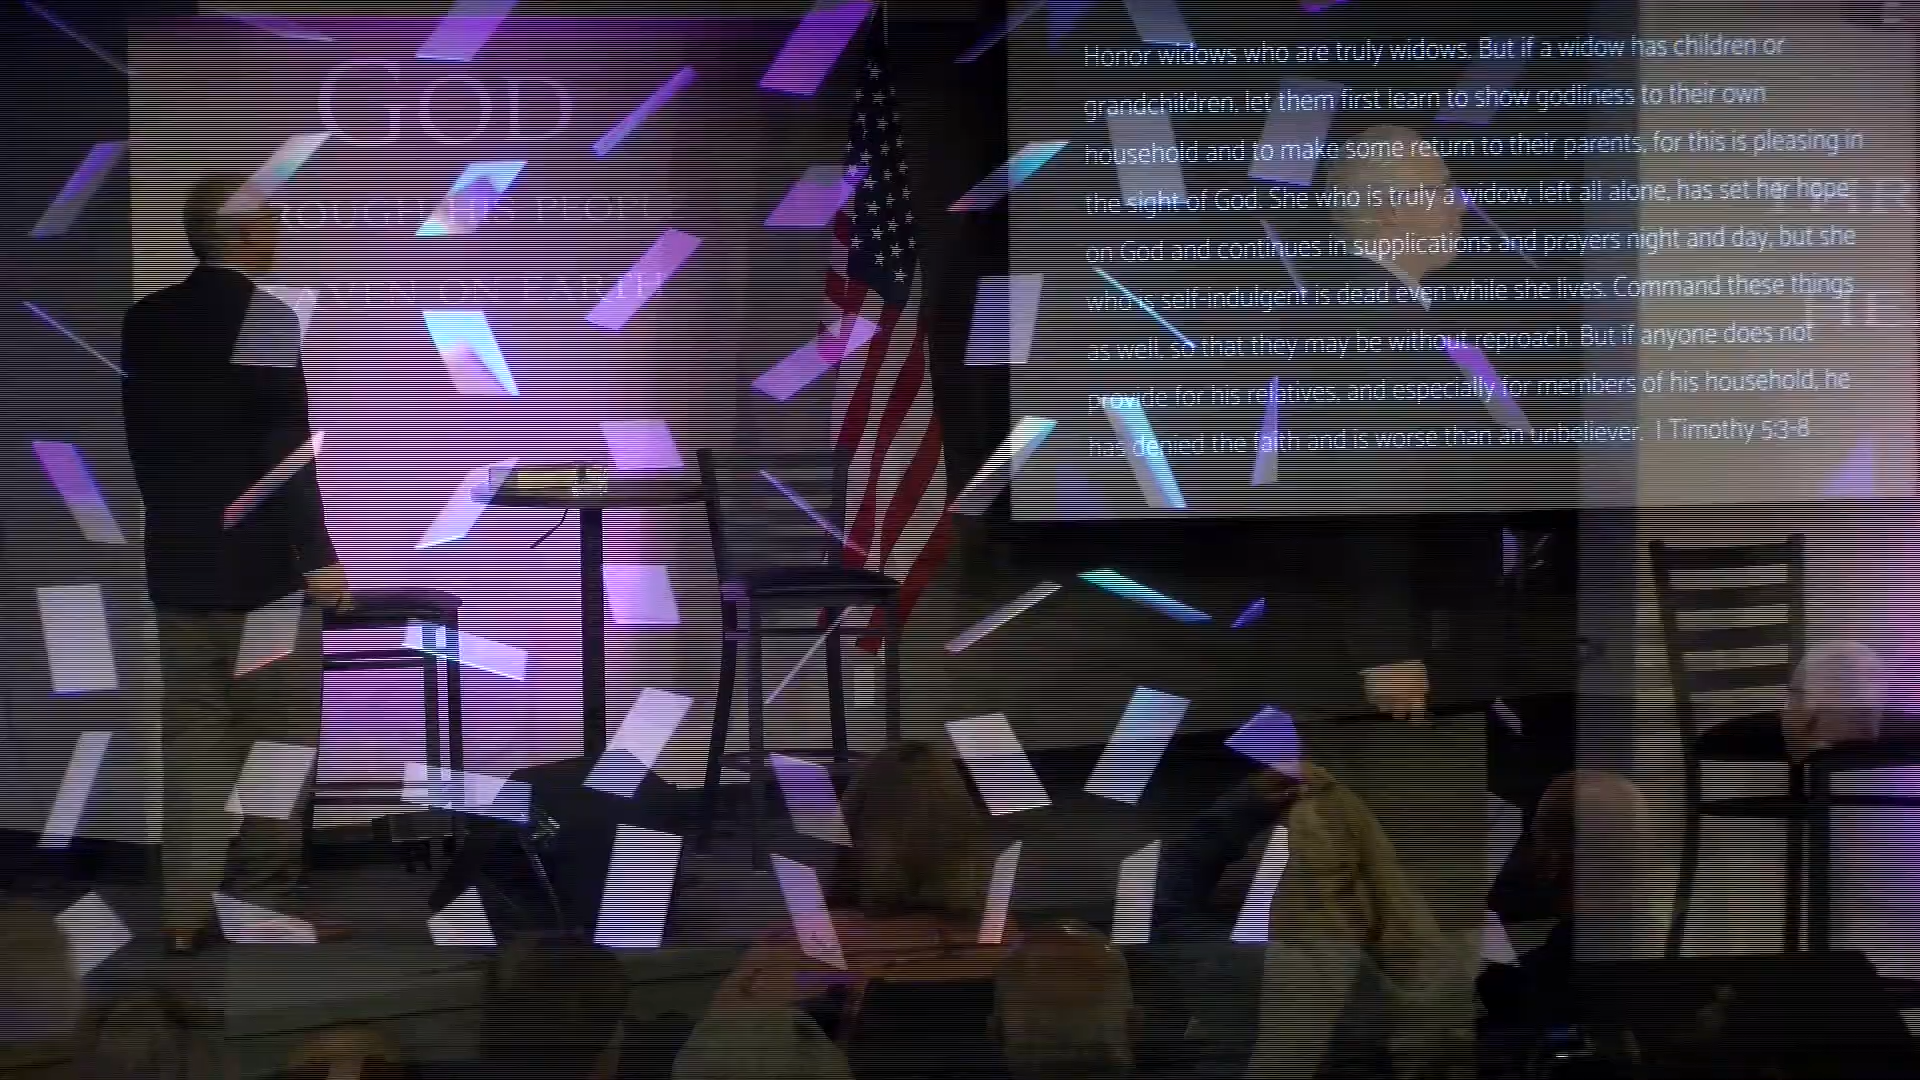 GOD
PEOPL
ON EARTH
Honor widows who are truly widows. But if a widow has children or
grandchildren, let them first learn to show godliness to their own
household and to make some return to their parents, for this is pleasing in
the sight of God. She who is truly a widow, left all alone, has set her hope
on God and continues in supplications and prayers night and day, but she
who is self-indulgent is dead even while she lives. Command these things
as well, so that they may be without reproach. But if anyone does not
provide for his relatives, and especially for members of his household, he
has denied the faith and is worse than an unbeliever. 1 Timothy 5:3-8